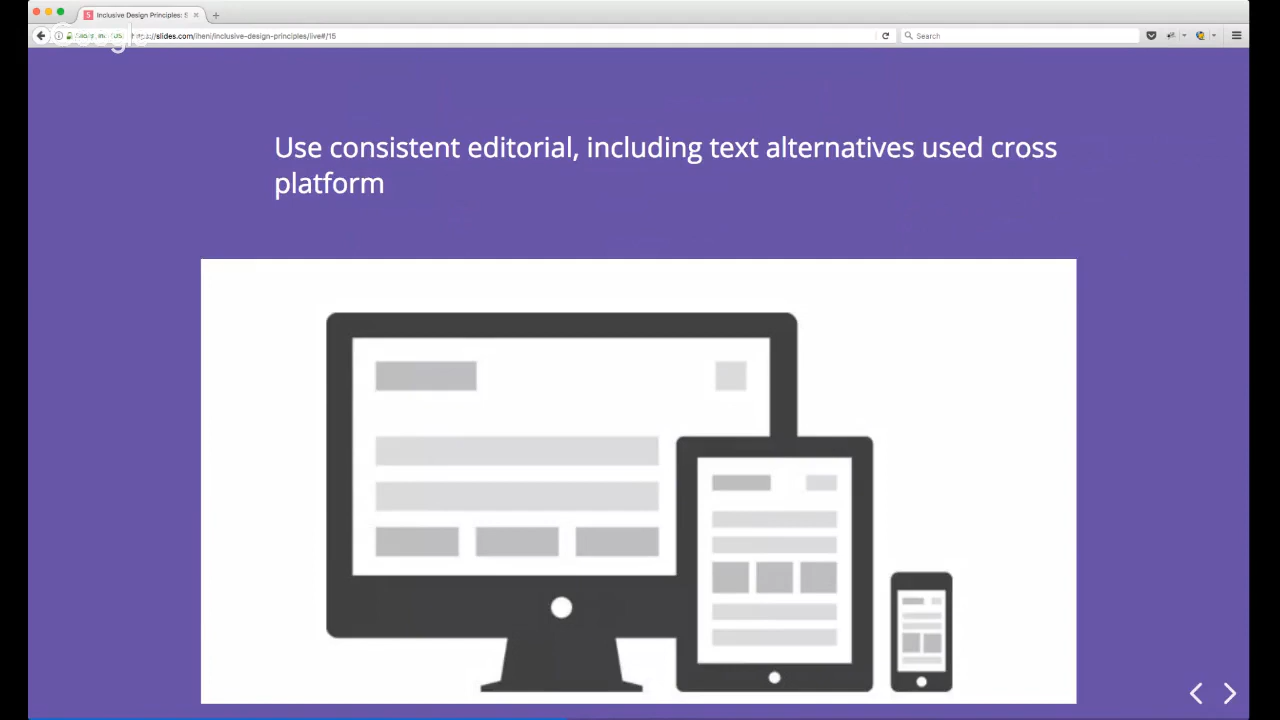 Inclusive Design Principles: S
slides.com/iheni/inclusive-design-principles/live#/15
Search
Use consistent editorial, including text alternatives used cross
platform